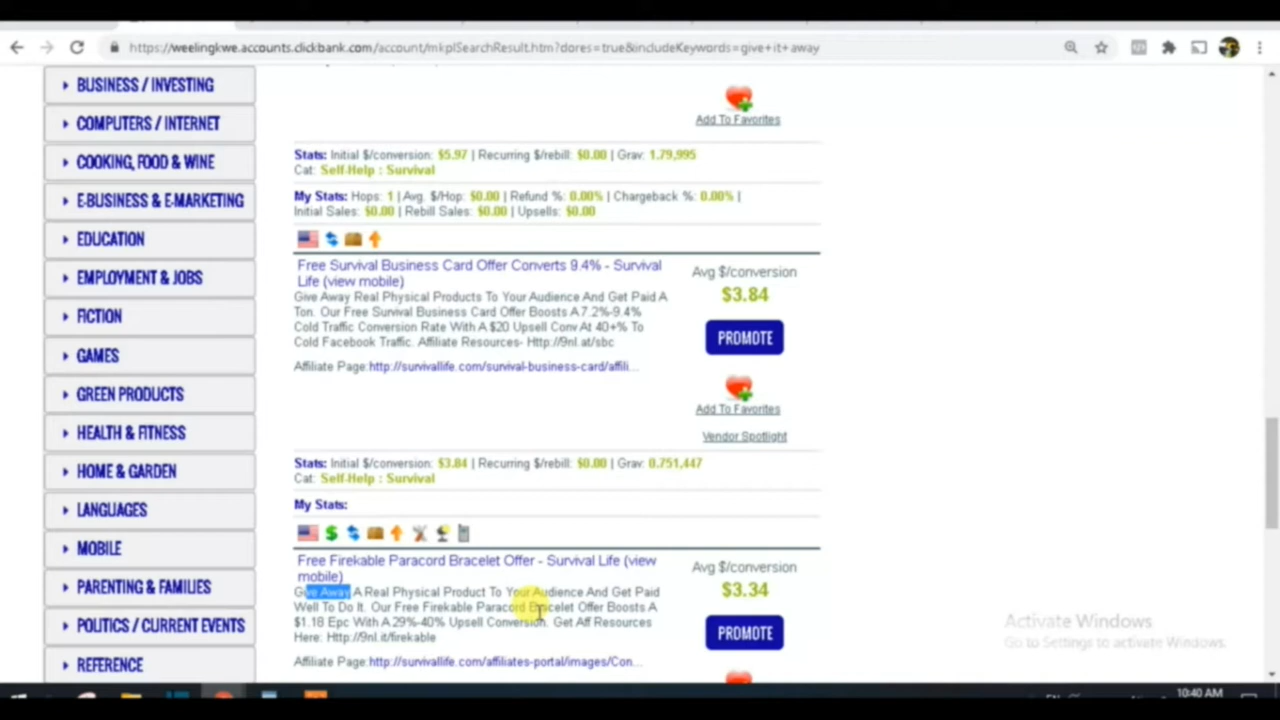 https://weelingkwe.accounts.clickbank.com/account/mkplSearchResult.htm?dores=true&includeKeywords=give+it+away
BUSINESS / INVESTING
COMPUTERS / INTERNET
COOKING, FOOD & WINE
E-BUSINESS & E-MARKETING
EDUCATION
EMPLOYMENT & JOBS
FICTION
GAMES
GREEN PRODUCTS
HEALTH & FITNESS
HOME & GARDEN
LANGUAGES
MOBILE
PARENTING & FAMILIES
POLITICS / CURRENT EVENTS
REFERENCE
Add To Favorites
Stats: Initial $/conversion: $5.97 | Recurring $/rebill: $0.00 | Grav: 1.79,995
Cat: Self-Help : Survival
My Stats: Hops: 1 | Avg. $/Hop: $0.00 | Refund %: 0.00% | Chargeback %: 0.00% |
Initial Sales: $0.00 | Rebill Sales: $0.00 | Upsells: $0.00
Free Survival Business Card Offer Converts 9.4% - Survival
Life (view mobile)
Give Away Real Physical Products To Your Audience And Get Paid A
Ton. Our Free Survival Business Card Offer Boosts A 7.2%-9.4%
Cold Traffic Conversion Rate With A $20 Upsell Conv At 40+% To
Cold Facebook Traffic. Affiliate Resources- Http://9nl.at/sbc
Affiliate Page:http://survivallife.com/survival-business-card/affili...
Avg $/conversion
$3.84
PROMOTE
Add To Favorites
Vendor Spotlight
Stats: Initial $/conversion: $3.84 | Recurring $/rebill: $0.00 | Grav: 0.751,447
Cat: Self-Help : Survival
My Stats:
Free Firekable Paracord Bracelet Offer - Survival Life (view
mobile)
Give Away A Real Physical Product To Your Audience And Get Paid
Well To Do It. Our Free Firekable Paracord Bracelet Offer Boosts A
$1.18 Epc With A 29%-40% Upsell Conversion. Get Aff Resources
Here: Http://9nl.it/firekable
Affiliate Page:http://survivallife.com/affiliates-portal/images/Con...
Avg $/conversion
$3.34
PROMOTE
Activate Windows
Go to Settings to activate Windows.
10:40 AM